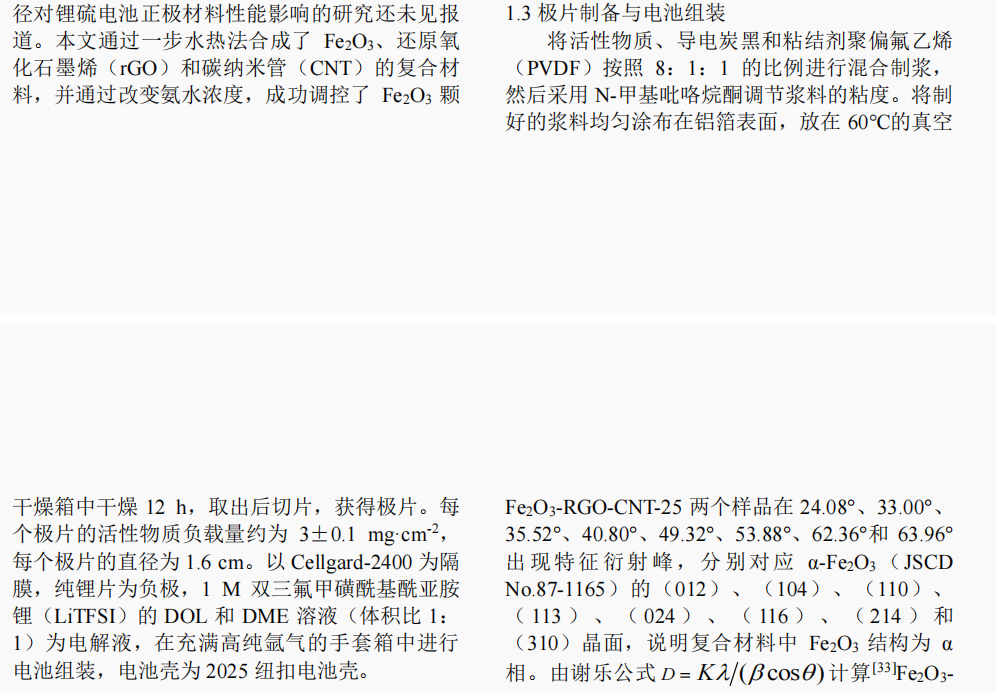 径对锂硫电池正极材料性能影响的研究还未见报
道。本文通过一步水热法合成了 Fe₂O₃、还原氧
化石墨烯（rGO）和碳纳米管（CNT）的复合材
料，并通过改变氨水浓度，成功调控了 Fe₂O₃ 颗
1.3 极片制备与电池组装
将活性物质、导电炭黑和粘结剂聚偏氟乙烯
（PVDF）按照 8：1：1 的比例进行混合制浆，
然后采用 N-甲基吡咯烷酮调节浆料的粘度。将制
好的浆料均匀涂布在铝箔表面，放在 60℃的真空
干燥箱中干燥 12 h，取出后切片，获得极片。每
个极片的活性物质负载量约为 3±0.1 mg·cm⁻²，
每个极片的直径为 1.6 cm。以 Cellgard-2400 为隔
膜，纯锂片为负极，1 M 双三氟甲磺酰基酰亚胺
锂（LiTFSI）的 DOL 和 DME 溶液（体积比 1：
1）为电解液，在充满高纯氩气的手套箱中进行
电池组装，电池壳为 2025 纽扣电池壳。
Fe₂O₃-RGO-CNT-25 两个样品在 24.08°、33.00°、
35.52°、40.80°、49.32°、53.88°、62.36°和 63.96°
出现特征衍射峰，分别对应 α-Fe₂O₃（JSCD
No.87-1165）的（012）、（104）、（110）、
（113）、（024）、（116）、（214）和
（310）晶面，说明复合材料中 Fe₂O₃ 结构为 α
相。由谢乐公式 D = Kλ/(βcosθ) 计算[33]Fe₂O₃-